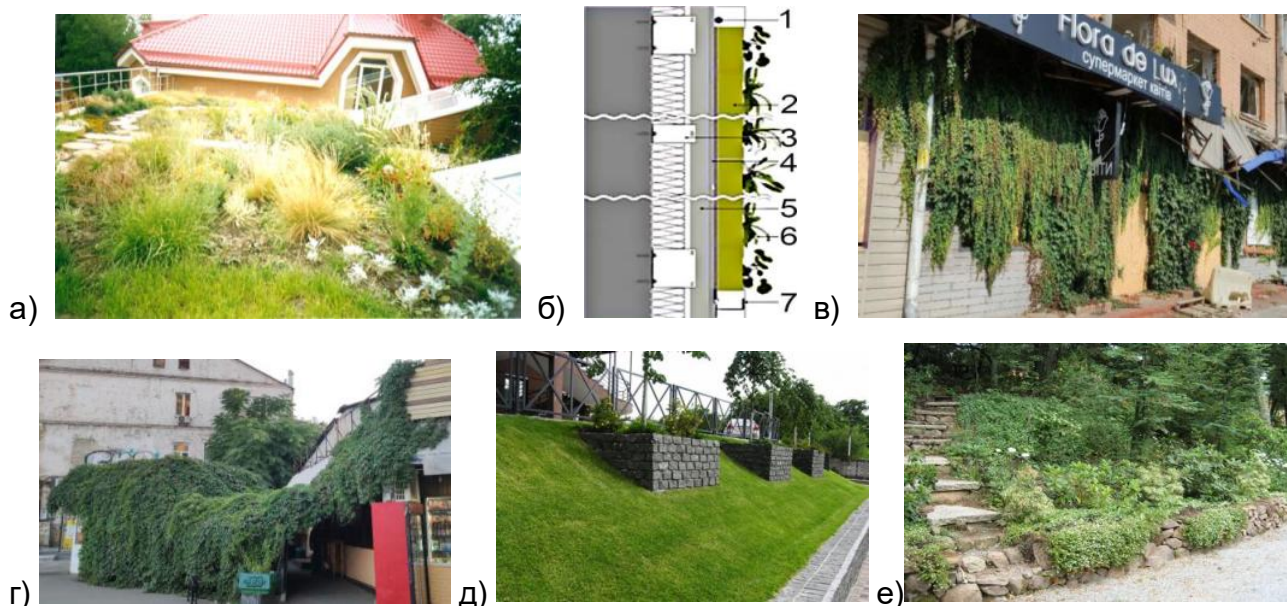 а)
б)
1
2
3
4
5
6
7
в)
Flora de Lux
супермаркет квітів
г)
д)
е)